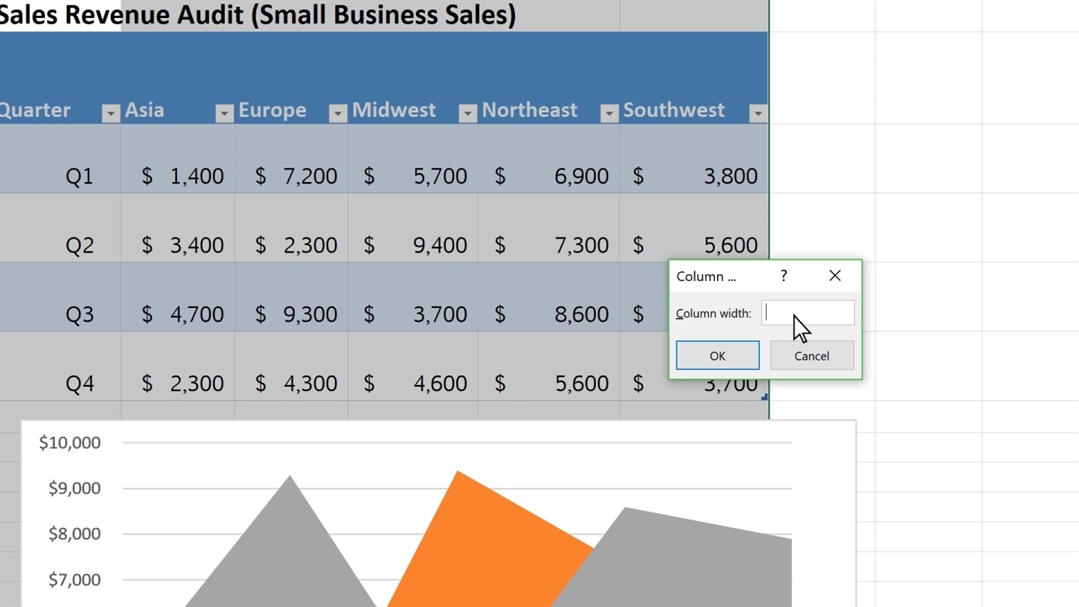 Sales Revenue Audit (Small Business Sales)
Quarter Asia Europe Midwest Northeast Southwest
Q1 $ 1,400 $ 7,200 $ 5,700 $ 6,900 $ 3,800
Q2 $ 3,400 $ 2,300 $ 9,400 $ 7,300 $ 5,600
Column ... ?
Q3 $ 4,700 $ 9,300 $ 3,700 $ 8,600 $
Column width:
OK Cancel
Q4 $ 2,300 $ 4,300 $ 4,600 $ 5,600 $ 3,700
$10,000
$9,000
$8,000
$7,000